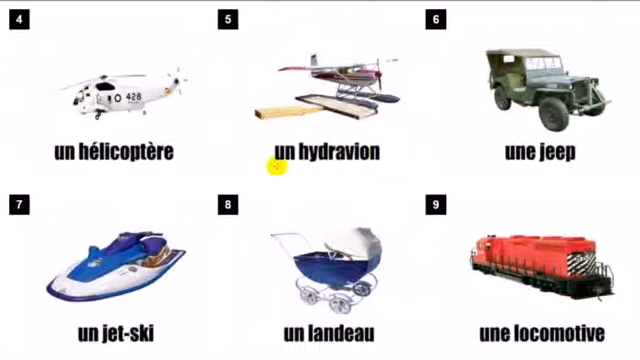 4
5
6
428
un hélicoptère
un hydravion
une jeep
7
8
9
un jet-ski
un landeau
une locomotive